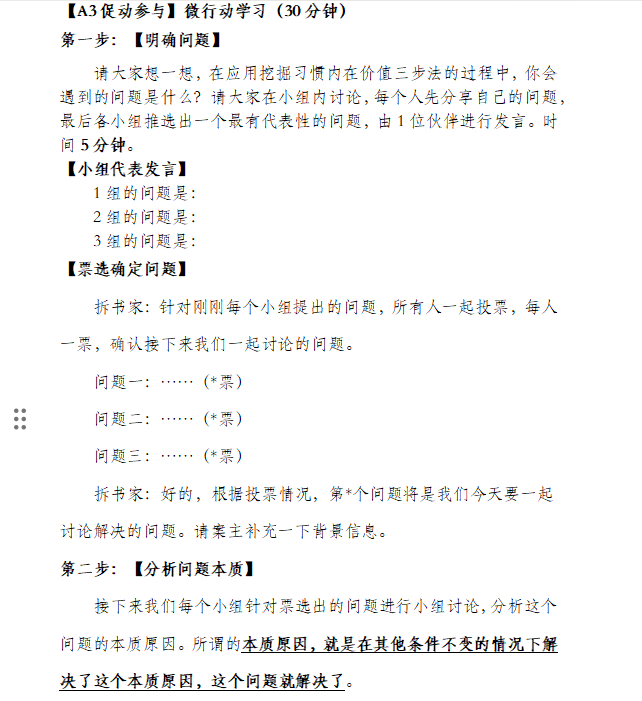 【A3 促动参与】微行动学习（30 分钟）
第一步：【明确问题】
请大家想一想，在应用挖掘习惯内在价值三步法的过程中，你会
遇到的问题是什么？请大家在小组内讨论，每个人先分享自己的问题，
最后各小组推选出一个最有代表性的问题，由 1 位伙伴进行发言。时
间 5 分钟。
【小组代表发言】
1 组的问题是：
2 组的问题是：
3 组的问题是：
【票选确定问题】
拆书家：针对刚刚每个小组提出的问题，所有人一起投票，每人
一票，确认接下来我们一起讨论的问题。
问题一：……（*票）
问题二：……（*票）
问题三：……（*票）
拆书家：好的，根据投票情况，第*个问题将是我们今天要一起
讨论解决的问题。请案主补充一下背景信息。
第二步：【分析问题本质】
接下来我们每个小组针对票选出的问题进行小组讨论，分析这个
问题的本质原因。所谓的本质原因，就是在其他条件不变的情况下解
决了这个本质原因，这个问题就解决了。